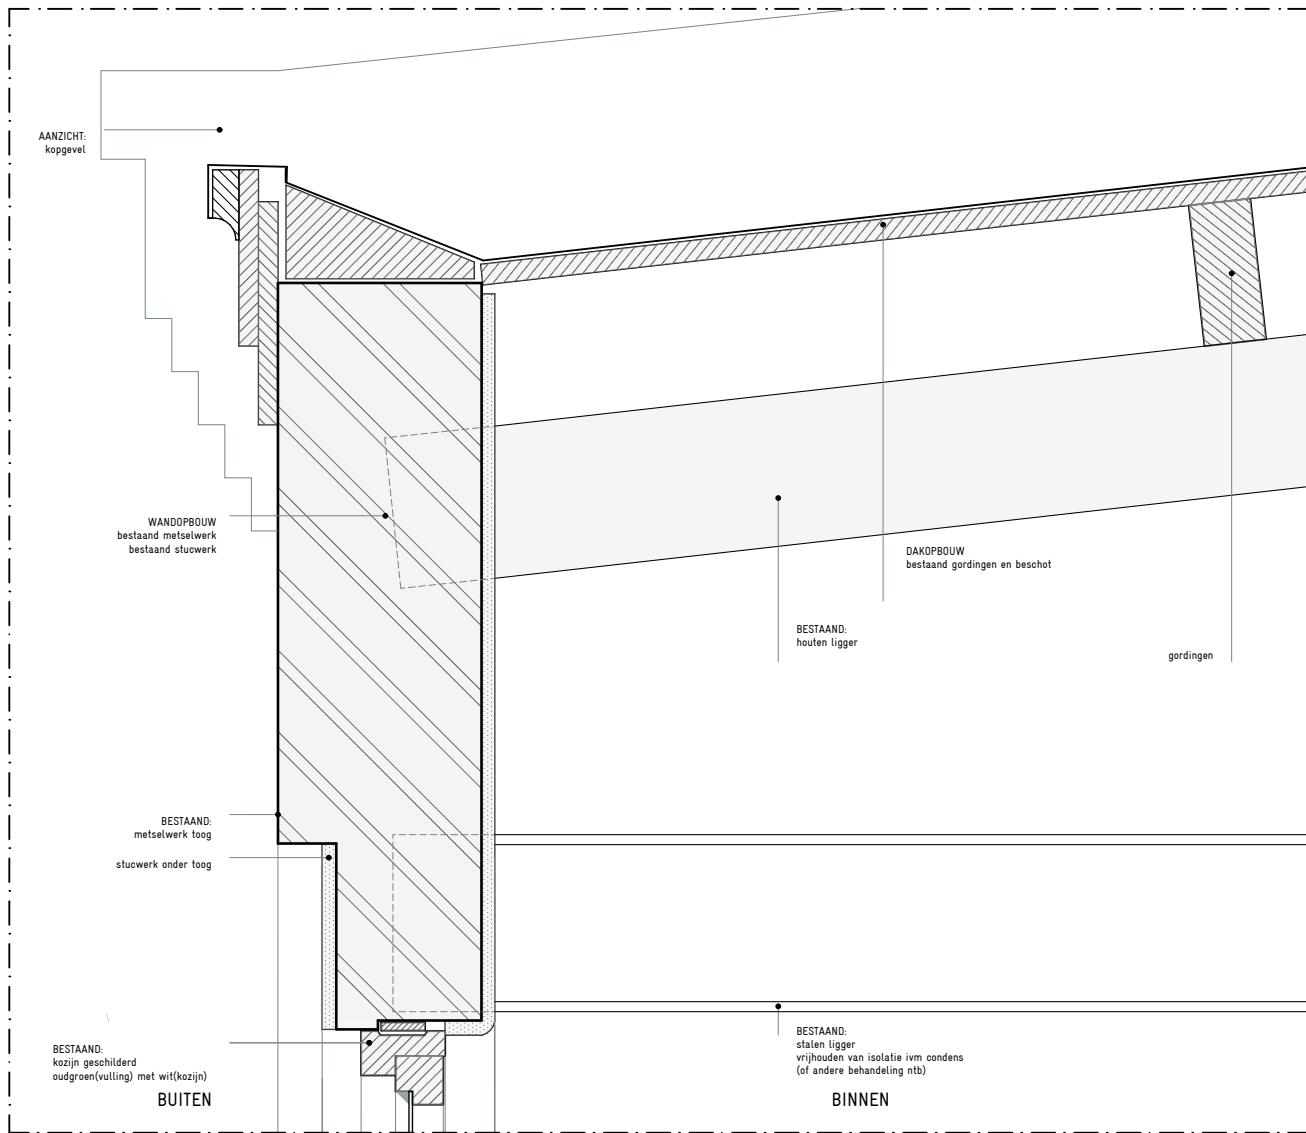 AANZICHT:
kopgevel
WANDOPBOUW
bestaand metselwerk
bestaand stucwerk
DAKOPBOUW
bestaand gordingen en beschot
BESTAAND:
houten ligger
gordingen
BESTAAND:
metselwerk toog
stucwerk onder toog
BESTAAND:
stalen ligger
vrijhouden van isolatie ivm condens
(of andere behandeling ntb)
BESTAAND:
kozijn geschilderd
oudgroen(vulling) met wit(kozijn)
BUITEN
BINNEN